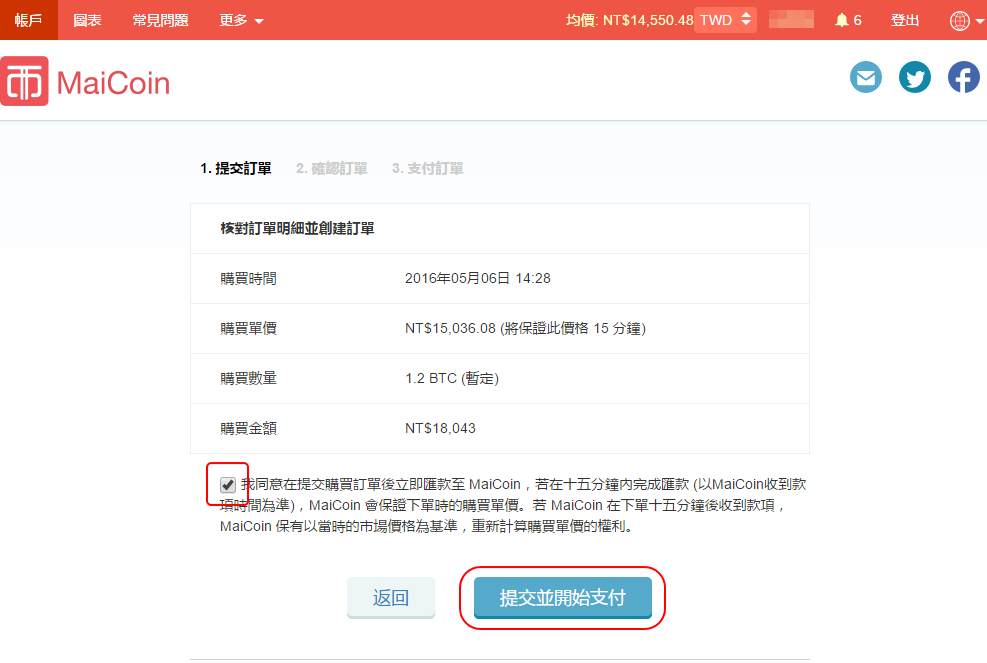 帳戶 圖表 常見問題 更多 均價: NT$14,550.48 TWD 6 登出
MaiCoin
1. 提交訂單 2. 確認訂單 3. 支付訂單
核對訂單明細並創建訂單
購買時間 2016年05月06日 14:28
購買單價 NT$15,036.08 (將保證此價格 15 分鐘)
購買數量 1.2 BTC (暫定)
購買金額 NT$18,043
我同意在提交購買訂單後立即匯款至 MaiCoin，若在十五分鐘內完成匯款 (以MaiCoin收到款
項時間為準)，MaiCoin 會保證下單時的購買單價。若 MaiCoin 在下單十五分鐘後收到款項，
MaiCoin 保有以當時的市場價格為基準，重新計算購買單價的權利。
返回 提交並開始支付